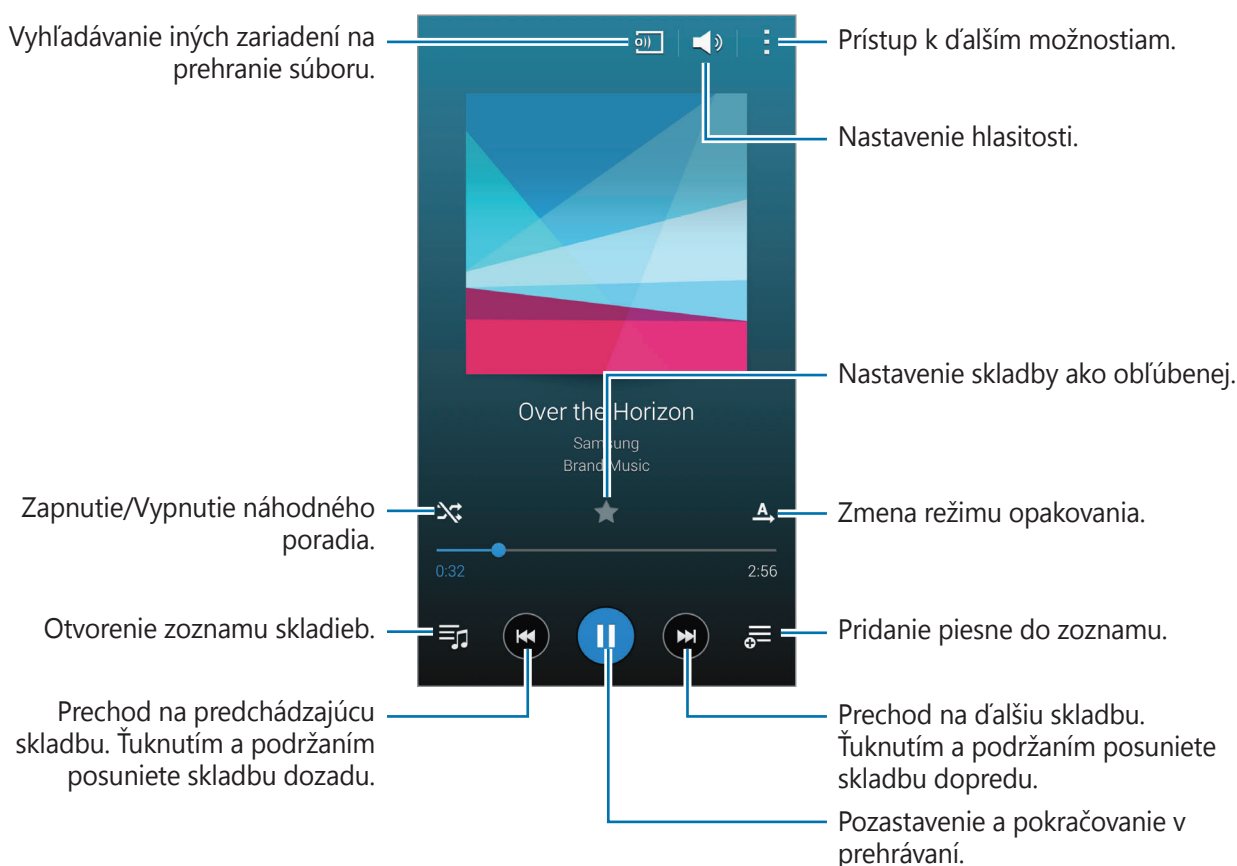 Vyhľadávanie iných zariadení na
prehranie súboru.
Prístup k ďalším možnostiam.
Nastavenie hlasitosti.
Nastavenie skladby ako obľúbenej.
Over the Horizon
Samsung
Brand Music
Zapnutie/Vypnutie náhodného
poradia.
A
Zmena režimu opakovania.
0:32
2:56
Otvorenie zoznamu skladieb.
Pridanie piesne do zoznamu.
Prechod na predchádzajúcu
skladbu. Ťuknutím a podržaním
posuniete skladbu dozadu.
Prechod na ďalšiu skladbu.
Ťuknutím a podržaním posuniete
skladbu dopredu.
Pozastavenie a pokračovanie v
prehrávaní.